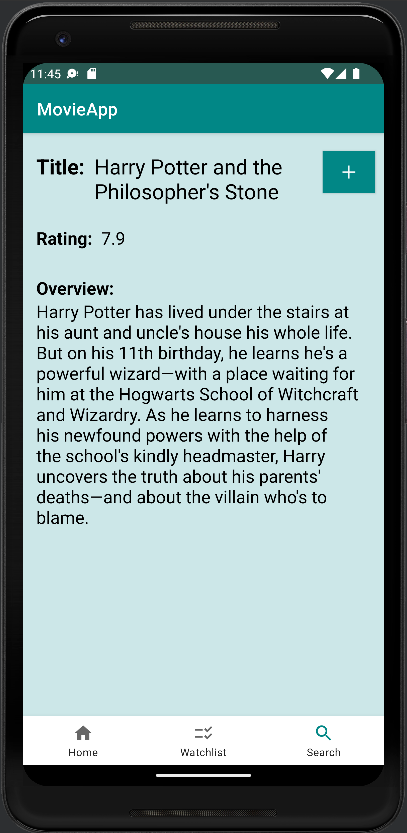 11:45
MovieApp
Title: Harry Potter and the
Philosopher's Stone
+
Rating: 7.9
Overview:
Harry Potter has lived under the stairs at
his aunt and uncle's house his whole life.
But on his 11th birthday, he learns he's a
powerful wizard—with a place waiting for
him at the Hogwarts School of Witchcraft
and Wizardry. As he learns to harness
his newfound powers with the help of
the school's kindly headmaster, Harry
uncovers the truth about his parents'
deaths—and about the villain who's to
blame.
Home Watchlist Search